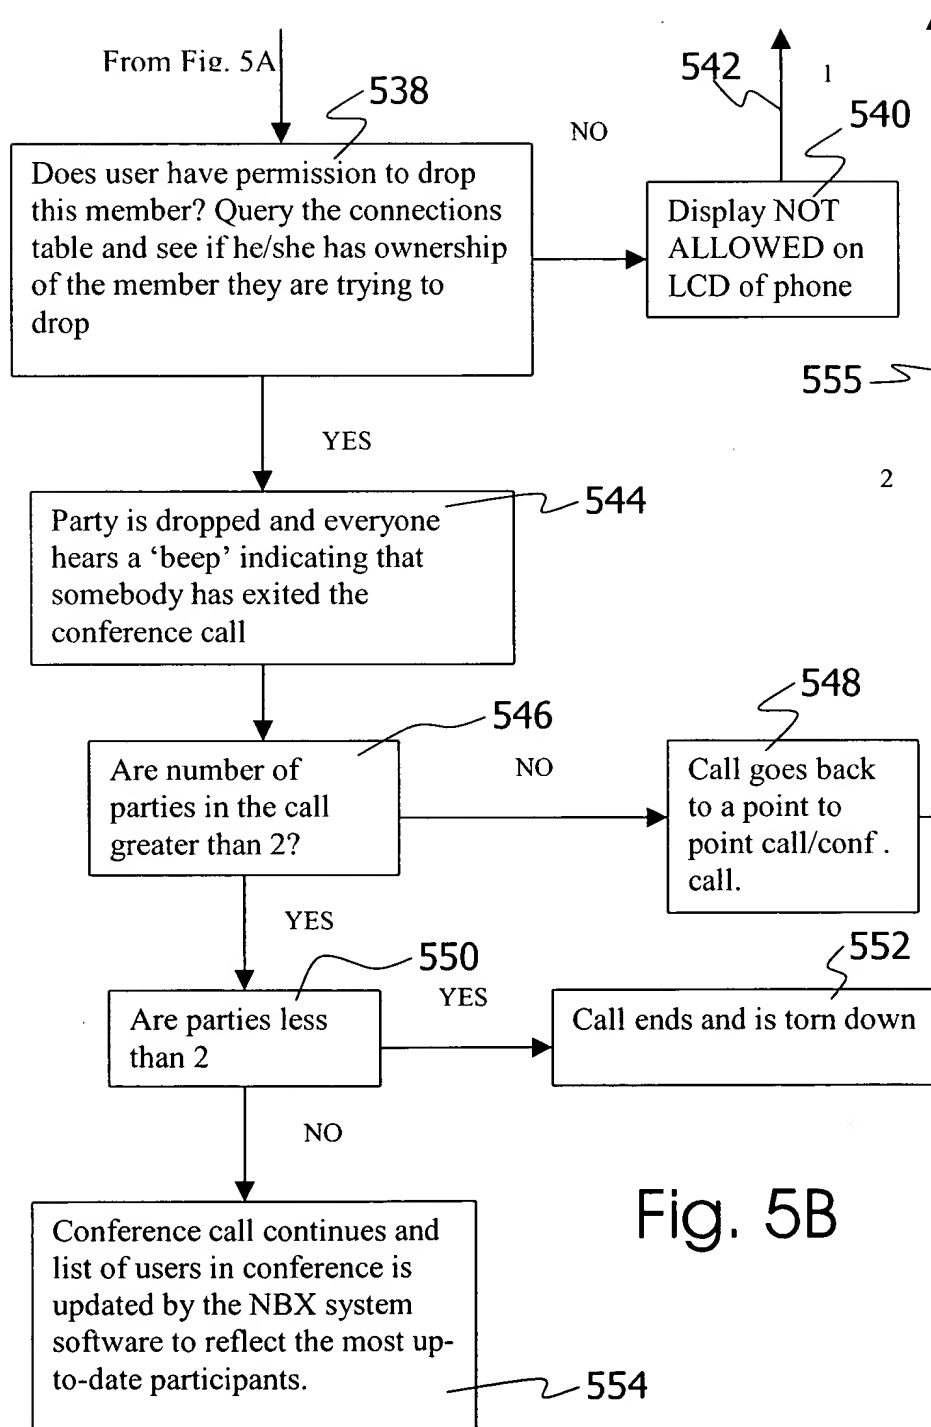 From Fig. 5A
538
542
1
540
NO
Does user have permission to drop
this member? Query the connections
table and see if he/she has ownership
of the member they are trying to
drop
Display NOT
ALLOWED on
LCD of phone
555
YES
2
544
Party is dropped and everyone
hears a ‘beep’ indicating that
somebody has exited the
conference call
546
548
NO
Are number of
parties in the call
greater than 2?
Call goes back
to a point to
point call/conf .
call.
YES
550
552
YES
Are parties less
than 2
Call ends and is torn down
NO
Fig. 5B
Conference call continues and
list of users in conference is
updated by the NBX system
software to reflect the most up-
to-date participants.
554